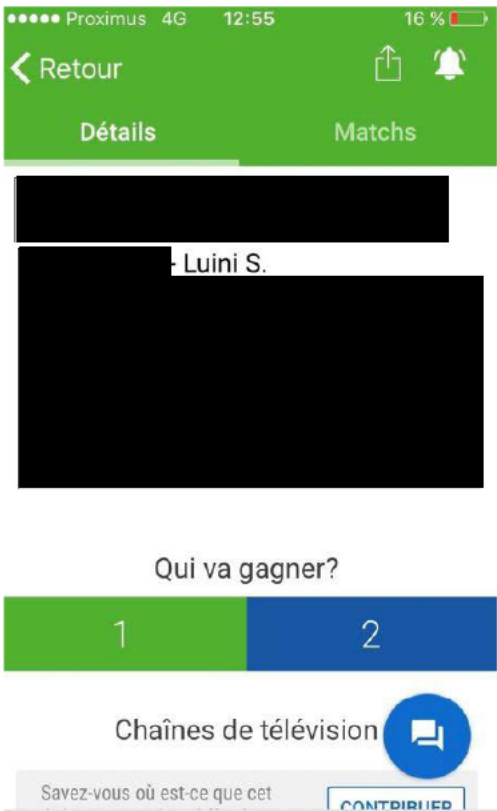 Proximus 4G 12:55 16 %
Retour
Détails Matchs
- Luini S.
Qui va gagner?
1 2
Chaînes de télévision
Savez-vous où est-ce que cet
CONTRIBUER